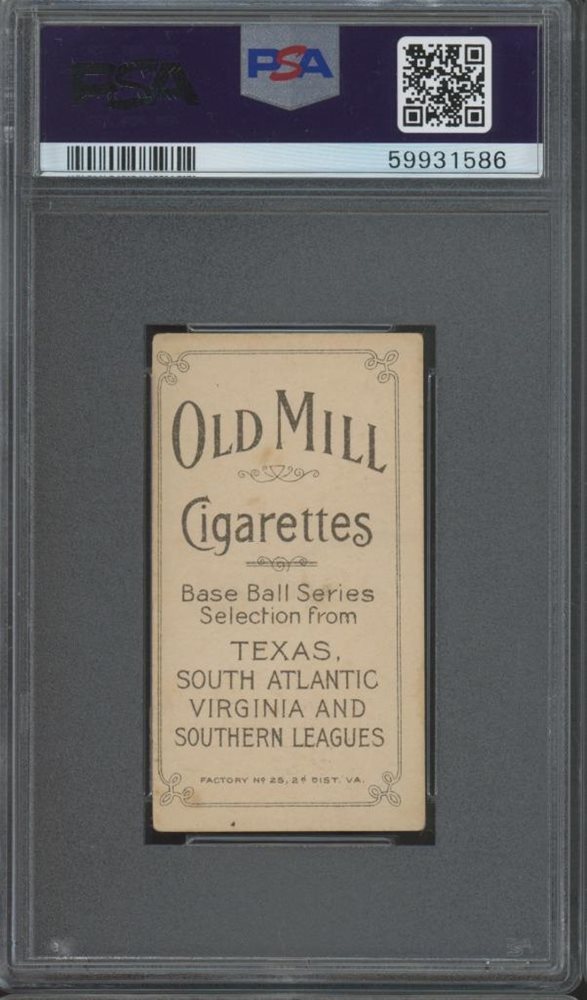 PSA
PSA
59931586
OLD MILL
Cigarettes
Base Ball Series
Selection from
TEXAS,
SOUTH ATLANTIC
VIRGINIA AND
SOUTHERN LEAGUES
FACTORY Nº 25, 2d DIST. VA.